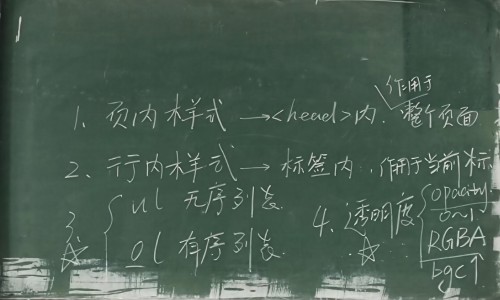 1、页内样式 →<head>内. 作用于整个页面
2、行内样式 → 标签内. 作用于当前标
3、☆ { ul 无序列表
ol 有序列表
4、透明度 ☆ { opacity
0~1
RGBA
bgc↑